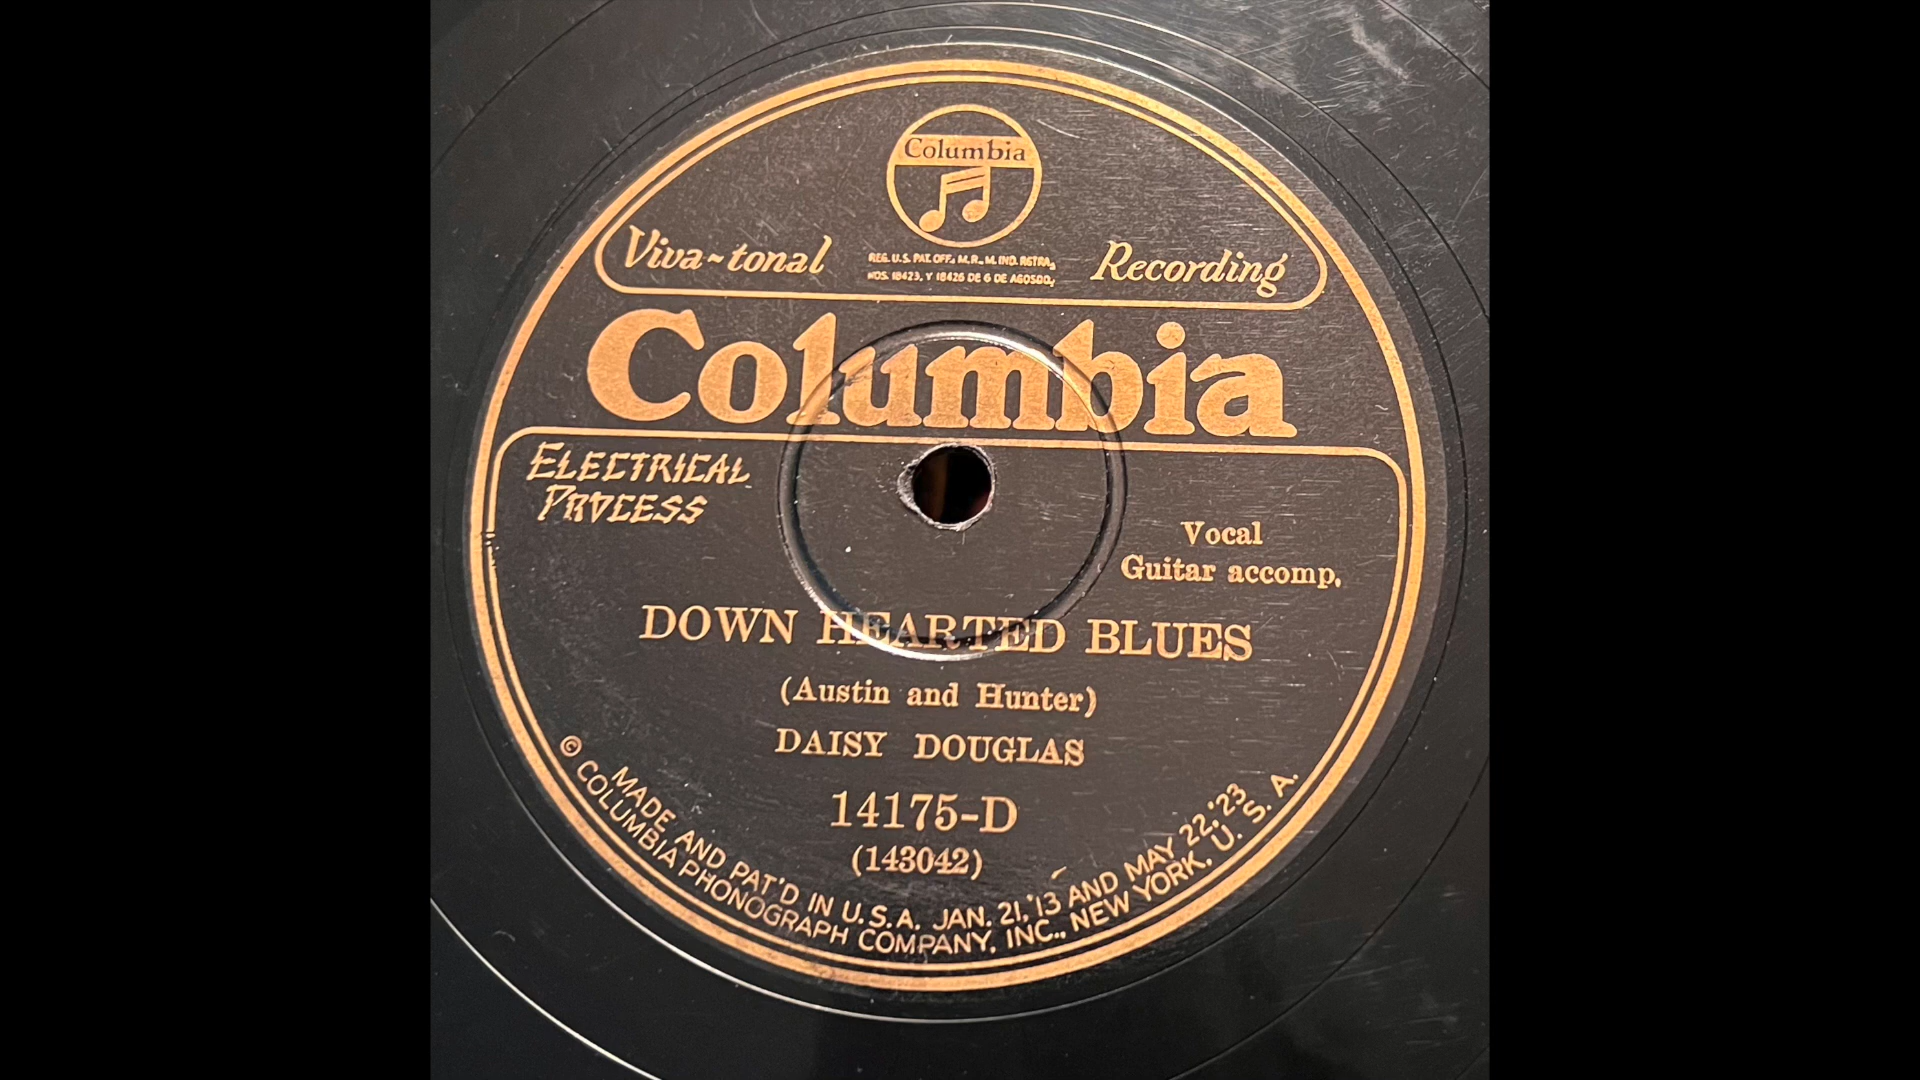 Columbia
Viva-tonal Recording
REG. U.S. PAT. OFF., M.R., M. IND. RGTRA.,
NOS. 18423, Y 18426 DE 6 DE AGOSDO,
Columbia
ELECTRICAL
PROCESS
Vocal
Guitar accomp.
DOWN HEARTED BLUES
(Austin and Hunter)
DAISY DOUGLAS
14175-D
(143042)
MADE AND PAT'D IN U.S.A. JAN. 21, '13 AND MAY 22, '23
© COLUMBIA PHONOGRAPH COMPANY, INC., NEW YORK, U. S. A.